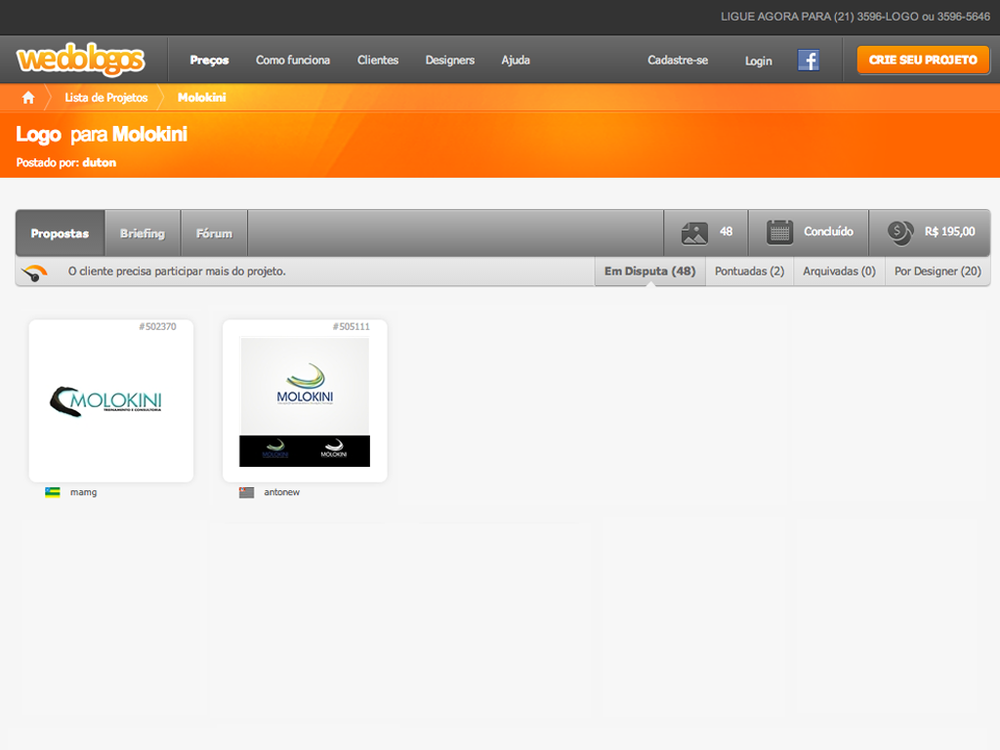 LIGUE AGORA PARA (21) 3596-LOGO ou 3596-5646
wedologos Preços Como funciona Clientes Designers Ajuda Cadastre-se Login f CRIE SEU PROJETO
Lista de Projetos Molokini
Logo para Molokini
Postado por: duton
Propostas Briefing Fórum 48 Concluído R$ 195,00
O cliente precisa participar mais do projeto. Em Disputa (48) Pontuadas (2) Arquivadas (0) Por Designer (20)
#502370 #505111
MOLOKINI
TREINAMENTO E CONSULTORIA
MOLOKINI
MOLOKINI MOLOKINI
mamg antonew